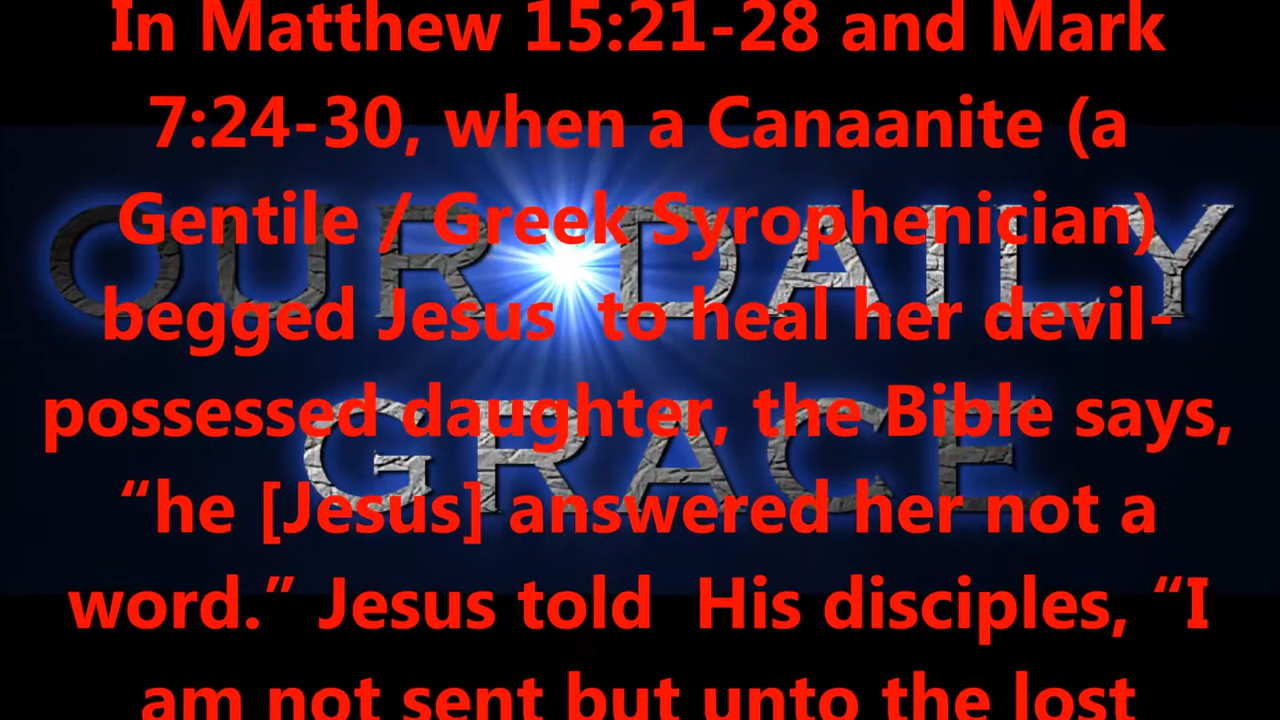 In Matthew 15:21-28 and Mark
7:24-30, when a Canaanite (a
Gentile / Greek Syrophenician)
begged Jesus  to heal her devil-
possessed daughter, the Bible says,
“he [Jesus] answered her not a
word.” Jesus told  His disciples, “I
am not sent but unto the lost
OUR DAILY
GRACE